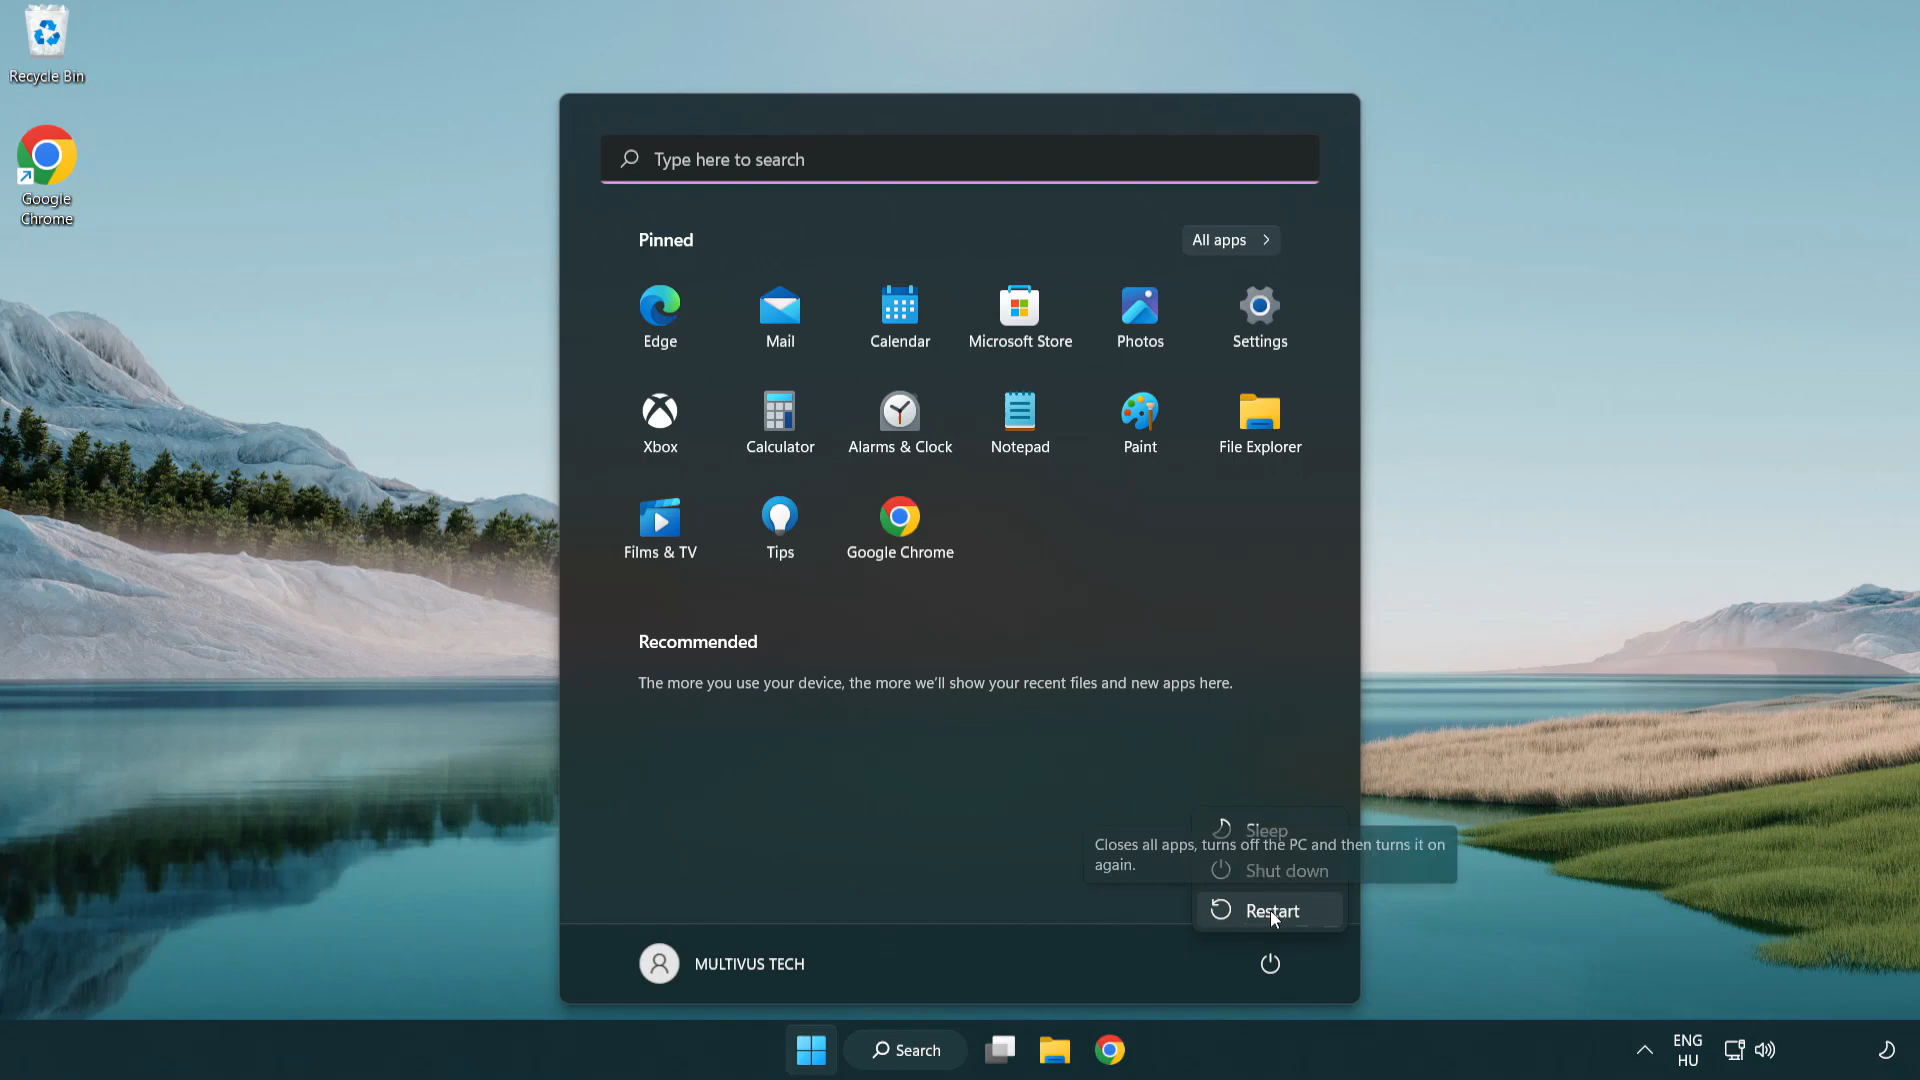 Recycle Bin
Google
Chrome
Type here to search
Pinned
All apps
Edge
Mail
Calendar
Microsoft Store
Photos
Settings
Xbox
Calculator
Alarms & Clock
Notepad
Paint
File Explorer
Films & TV
Tips
Google Chrome
Recommended
The more you use your device, the more we'll show your recent files and new apps here.
Sleep
Closes all apps, turns off the PC and then turns it on
again.
Shut down
Restart
MULTIVUS TECH
Search
ENG
HU